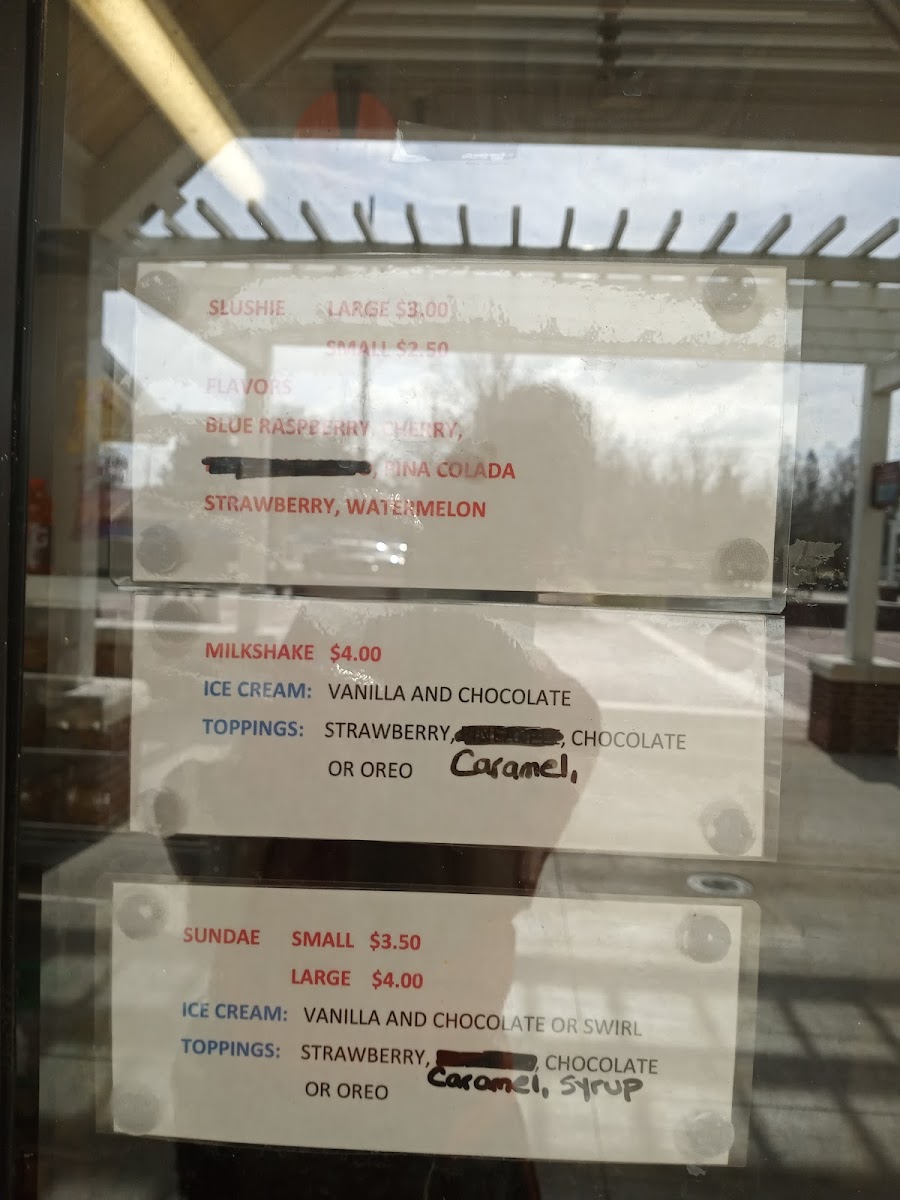 SLUSHIE LARGE $3.00
SMALL $2.50
FLAVORS
BLUE RASPBERRY, CHERRY,
, PINA COLADA
STRAWBERRY, WATERMELON
MILKSHAKE $4.00
ICE CREAM: VANILLA AND CHOCOLATE
TOPPINGS: STRAWBERRY, , CHOCOLATE
OR OREO Caramel,
SUNDAE SMALL $3.50
LARGE $4.00
ICE CREAM: VANILLA AND CHOCOLATE OR SWIRL
TOPPINGS: STRAWBERRY, , CHOCOLATE
OR OREO Caramel, syrup